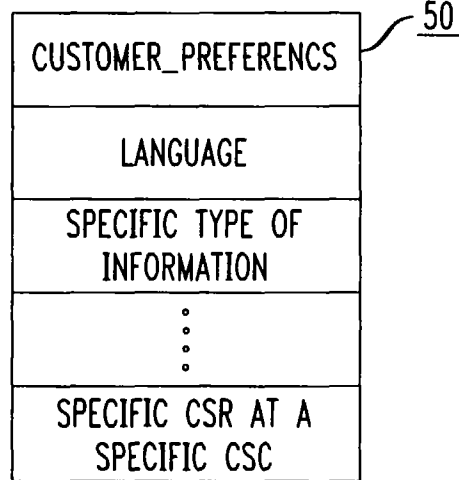 50
CUSTOMER_PREFERENCS
LANGUAGE
SPECIFIC TYPE OF
INFORMATION
SPECIFIC CSR AT A
SPECIFIC CSC